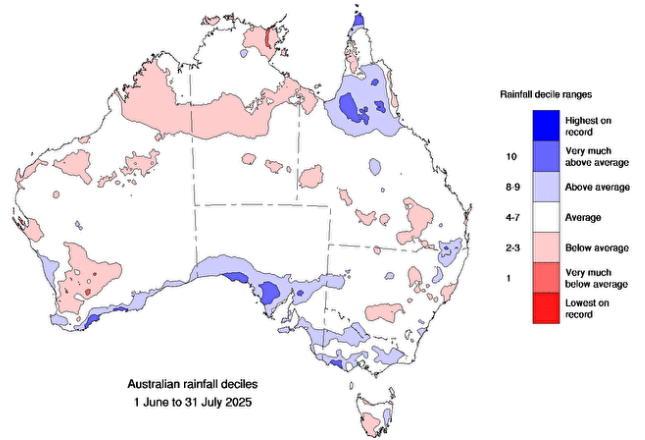 Rainfall decile ranges
Highest on
record
10
Very much
above average
8-9
Above average
4-7
Average
2-3
Below average
1
Very much
below average
Lowest on
record
Australian rainfall deciles
1 June to 31 July 2025